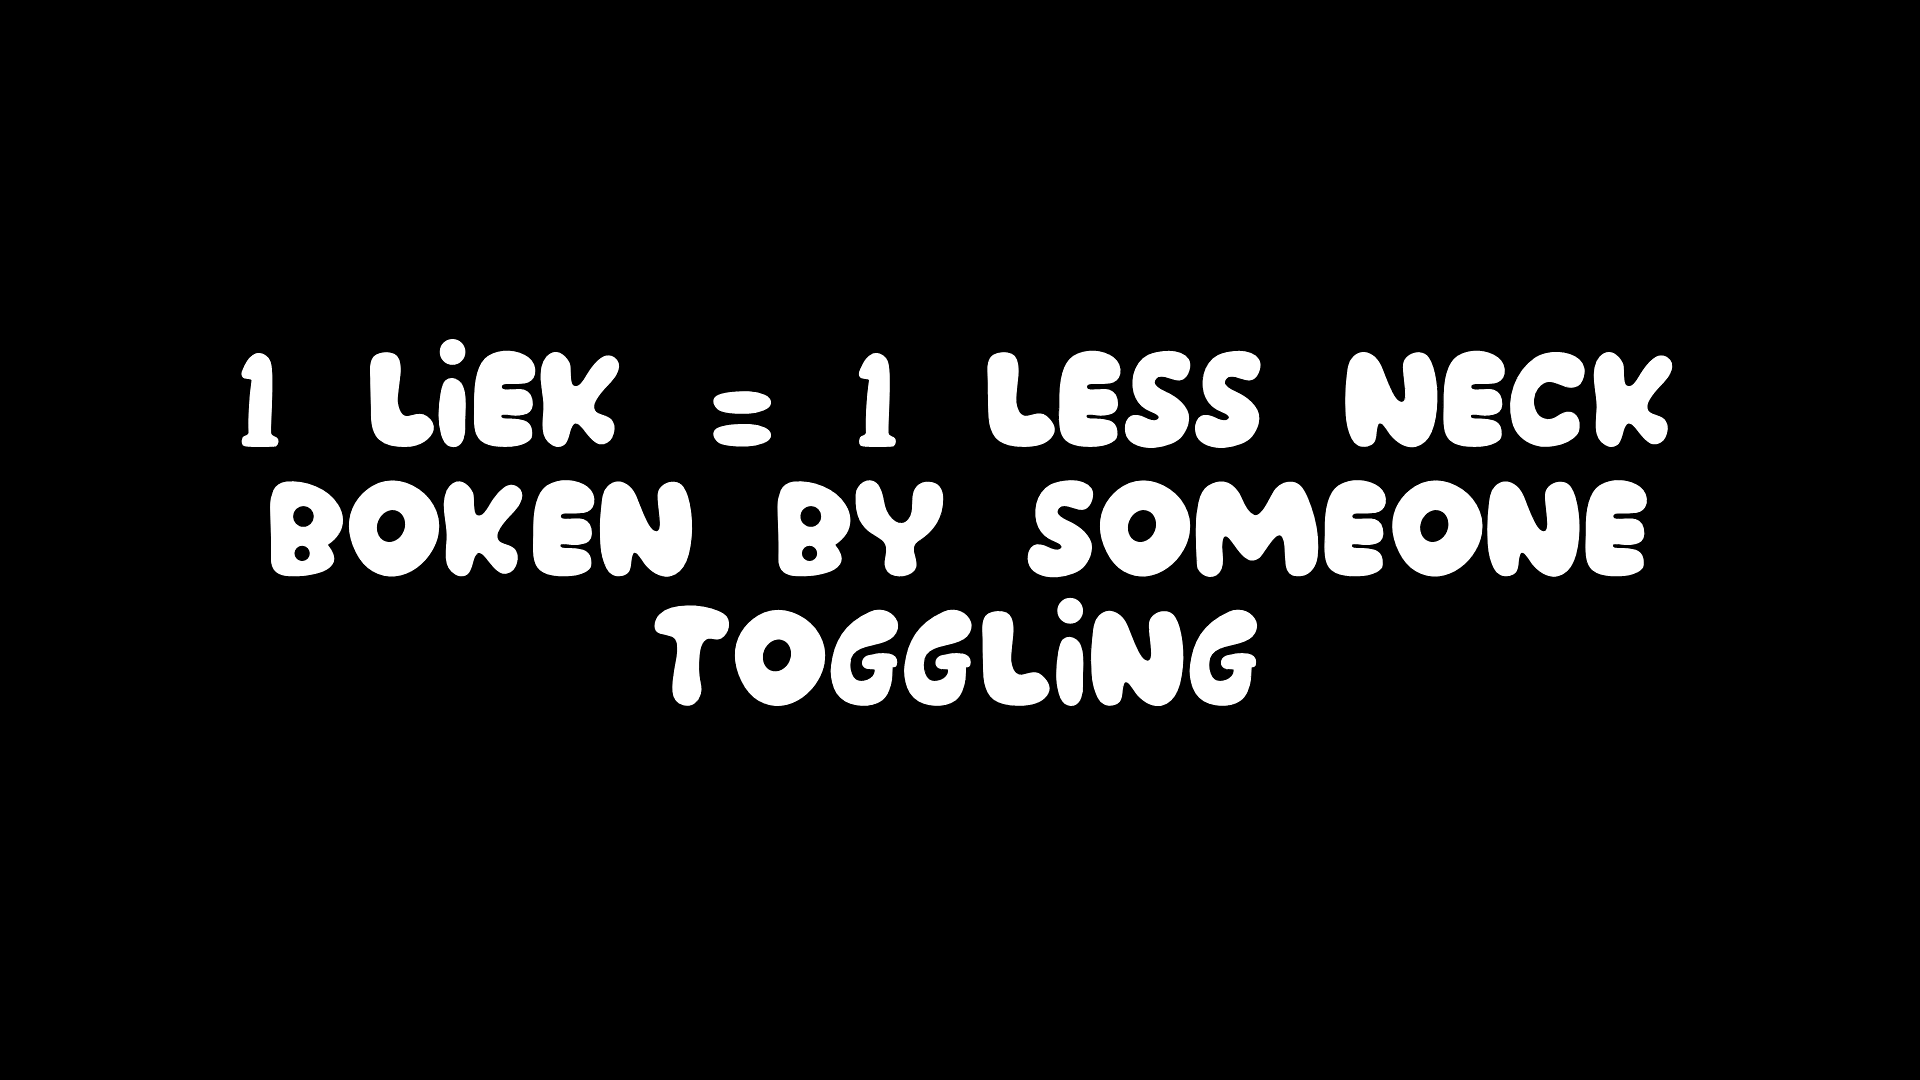 1 LiEK = 1 LESS NECK
BOKEN BY SOMEONE
TOGGLiNG